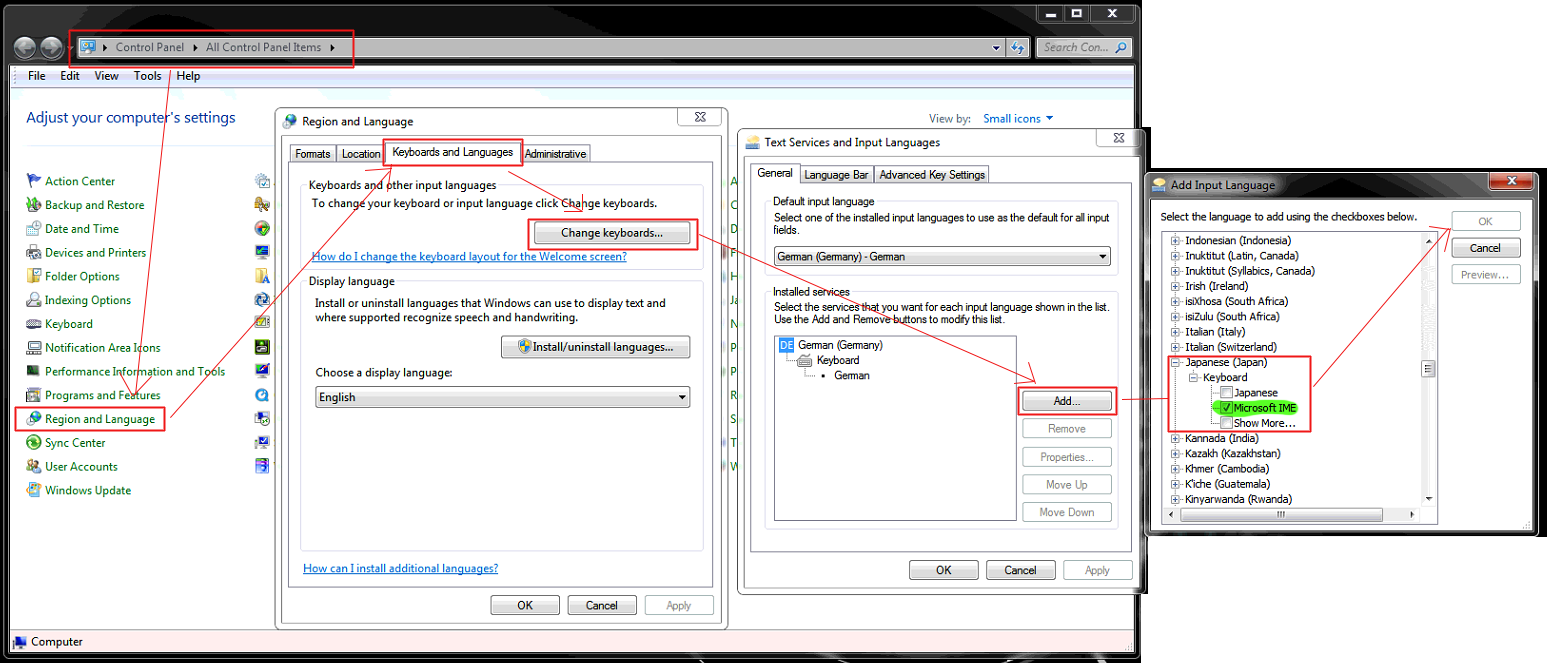 Control Panel
All Control Panel Items
Search Con...
File
Edit
View
Tools
Help
Adjust your computer's settings
View by:
Small icons
Action Center
Backup and Restore
Date and Time
Devices and Printers
Folder Options
Indexing Options
Keyboard
Notification Area Icons
Performance Information and Tools
Programs and Features
Region and Language
Sync Center
User Accounts
Windows Update
Computer
Region and Language
Formats
Location
Keyboards and Languages
Administrative
Keyboards and other input languages
To change your keyboard or input language click Change keyboards.
Change keyboards...
How do I change the keyboard layout for the Welcome screen?
Display language
Install or uninstall languages that Windows can use to display text and
where supported recognize speech and handwriting.
Install/uninstall languages...
Choose a display language:
English
How can I install additional languages?
OK
Cancel
Apply
Text Services and Input Languages
General
Language Bar
Advanced Key Settings
Default input language
Select one of the installed input languages to use as the default for all input
fields.
German (Germany) - German
Installed services
Select the services that you want for each input language shown in the list.
Use the Add and Remove buttons to modify this list.
DE German (Germany)
Keyboard
German
Add...
Remove
Properties...
Move Up
Move Down
OK
Cancel
Apply
Add Input Language
Select the language to add using the checkboxes below.
Indonesian (Indonesia)
Inuktitut (Latin, Canada)
Inuktitut (Syllabics, Canada)
Irish (Ireland)
isiXhosa (South Africa)
isiZulu (South Africa)
Italian (Italy)
Italian (Switzerland)
Japanese (Japan)
Keyboard
Japanese
Microsoft IME
Show More...
Kannada (India)
Kazakh (Kazakhstan)
Khmer (Cambodia)
K'iche (Guatemala)
Kinyarwanda (Rwanda)
OK
Cancel
Preview...